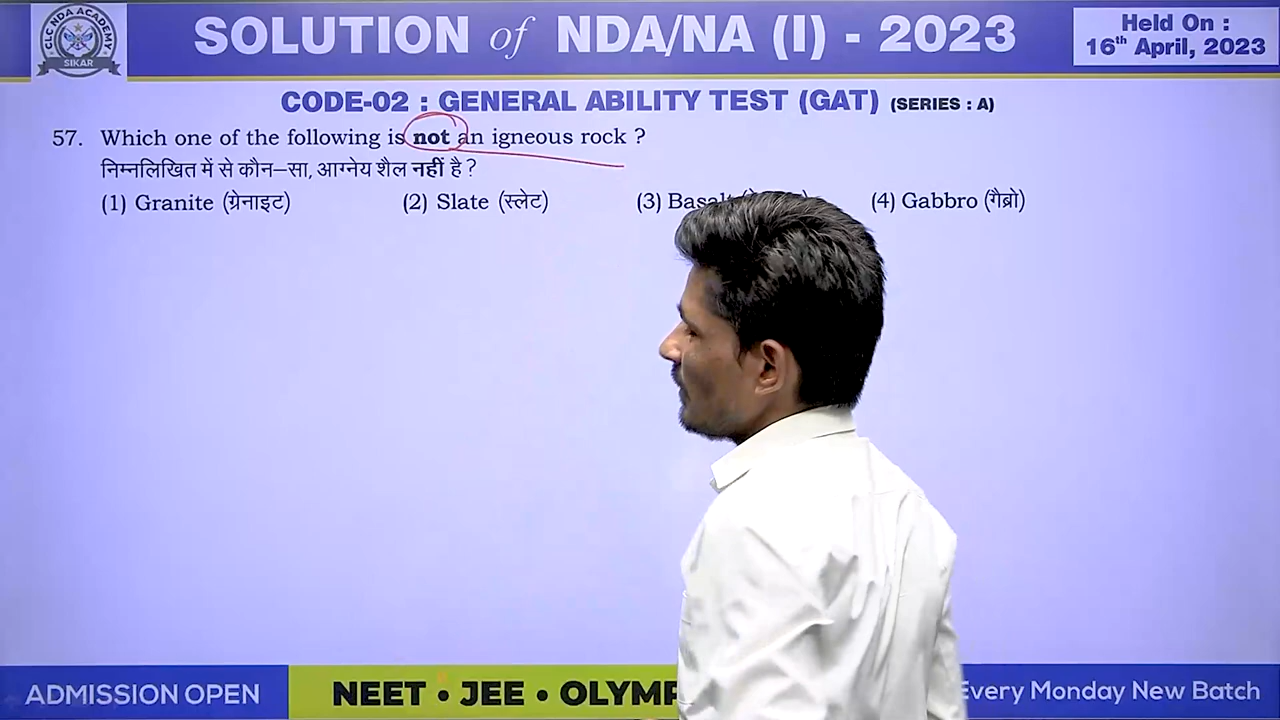 CLC NDA ACADEMY
SIKAR
SOLUTION of NDA/NA (I) - 2023
Held On :
16th April, 2023
CODE-02 : GENERAL ABILITY TEST (GAT) (SERIES : A)
57. Which one of the following is not an igneous rock ?
निम्नलिखित में से कौन–सा, आग्नेय शैल नहीं है ?
(1) Granite (ग्रेनाइट) (2) Slate (स्लेट) (3) Basalt (4) Gabbro (गैब्रो)
ADMISSION OPEN NEET • JEE • Every Monday New Batch